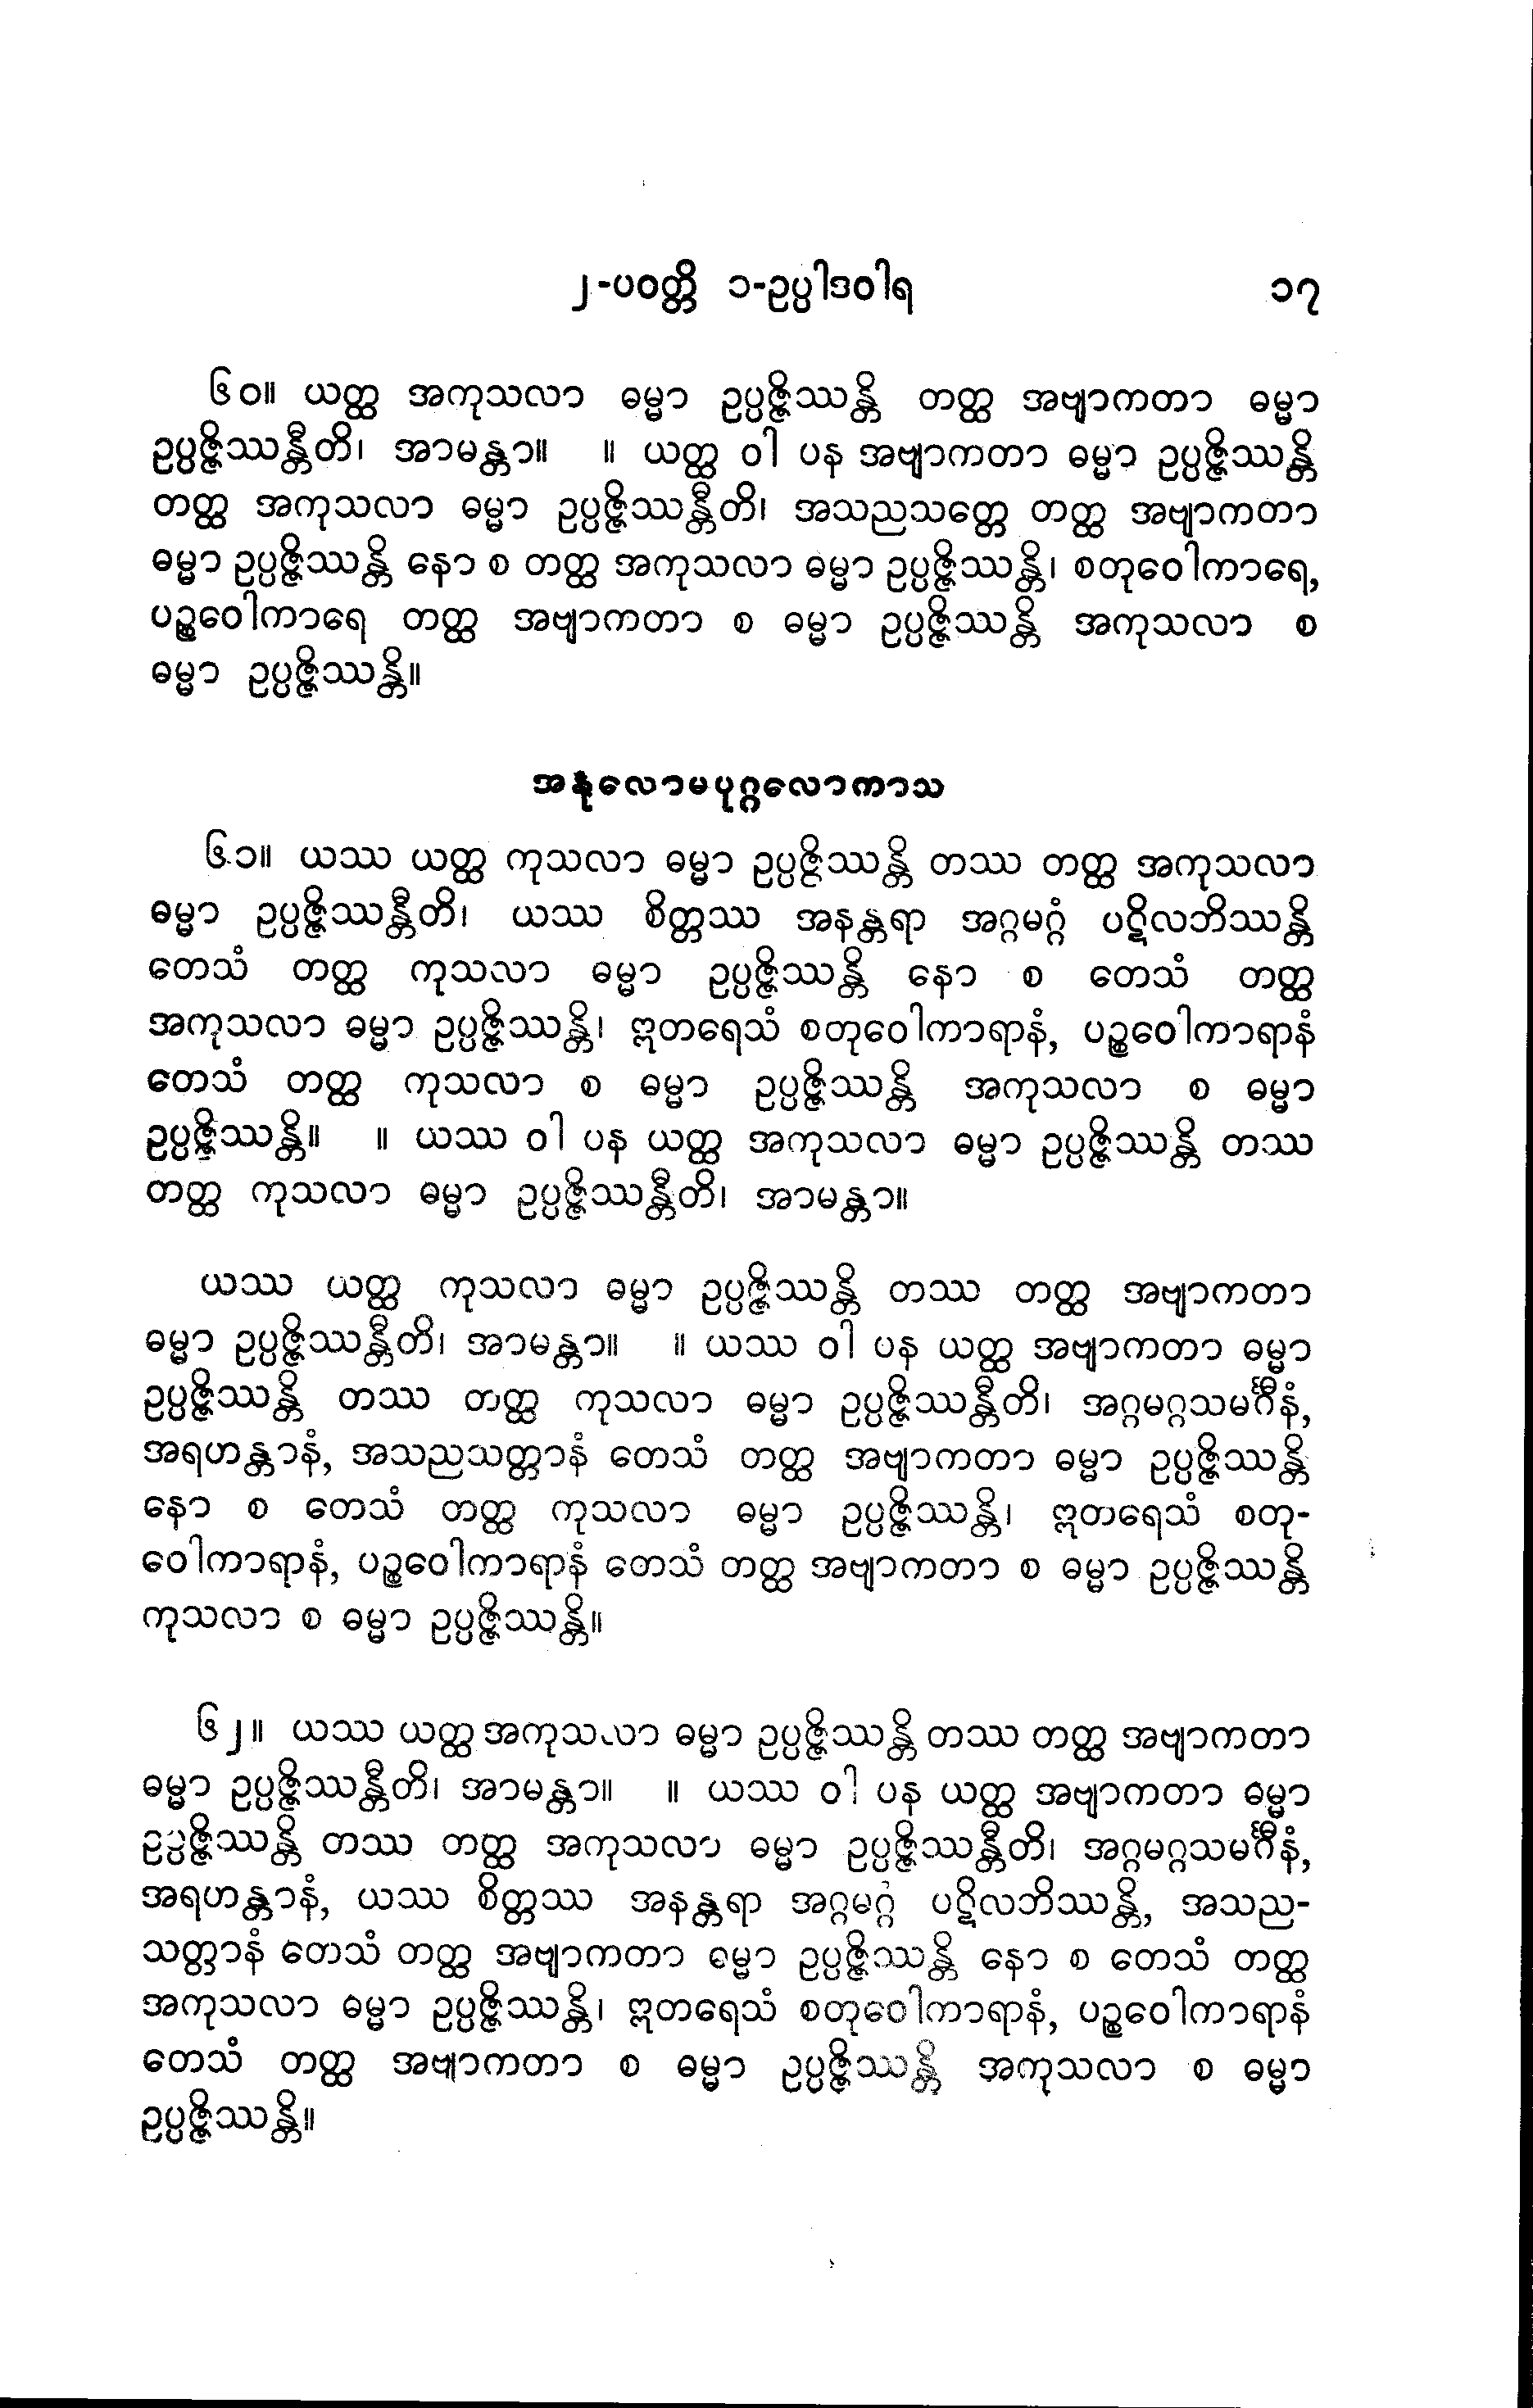 ၂-ပဝတ္တိ ၁-ဥပ္ပါဒဝါရ ၁၇
၆၀။ ယတ္ထ အကုသလာ ဓမ္မာ ဥပ္ပဇ္ဇိဿန္တိ တတ္ထ အဗျာကတာ ဓမ္မာ
ဥပ္ပဇ္ဇိဿန္တီတိ၊ အာမန္တာ။ ။ ယတ္ထ ဝါ ပန အဗျာကတာ ဓမ္မာ ဥပ္ပဇ္ဇိဿန္တိ
တတ္ထ အကုသလာ ဓမ္မာ ဥပ္ပဇ္ဇိဿန္တီတိ၊ အသညသတ္တေ တတ္ထ အဗျာကတာ
ဓမ္မာ ဥပ္ပဇ္ဇိဿန္တိ နော စ တတ္ထ အကုသလာ ဓမ္မာ ဥပ္ပဇ္ဇိဿန္တိ၊ စတုဝေါကာရေ,
ပဉ္စဝေါကာရေ တတ္ထ အဗျာကတာ စ ဓမ္မာ ဥပ္ပဇ္ဇိဿန္တိ အကုသလာ စ
ဓမ္မာ ဥပ္ပဇ္ဇိဿန္တိ။
အနုလောမပုဂ္ဂလောကာသ
၆၁။ ယဿ ယတ္ထ ကုသလာ ဓမ္မာ ဥပ္ပဇ္ဇိဿန္တိ တဿ တတ္ထ အကုသလာ
ဓမ္မာ ဥပ္ပဇ္ဇိဿန္တီတိ၊ ယဿ စိတ္တဿ အနန္တရာ အဂ္ဂမဂ္ဂံ ပဋိလဘိဿန္တိ
တေသံ တတ္ထ ကုသလာ ဓမ္မာ ဥပ္ပဇ္ဇိဿန္တိ နော စ တေသံ တတ္ထ
အကုသလာ ဓမ္မာ ဥပ္ပဇ္ဇိဿန္တိ၊ ဣတရေသံ စတုဝေါကာရာနံ, ပဉ္စဝေါကာရာနံ
တေသံ တတ္ထ ကုသလာ စ ဓမ္မာ ဥပ္ပဇ္ဇိဿန္တိ အကုသလာ စ ဓမ္မာ
ဥပ္ပဇ္ဇိဿန္တိ။ ။ ယဿ ဝါ ပန ယတ္ထ အကုသလာ ဓမ္မာ ဥပ္ပဇ္ဇိဿန္တိ တဿ
တတ္ထ ကုသလာ ဓမ္မာ ဥပ္ပဇ္ဇိဿန္တီတိ၊ အာမန္တာ။
ယဿ ယတ္ထ ကုသလာ ဓမ္မာ ဥပ္ပဇ္ဇိဿန္တိ တဿ တတ္ထ အဗျာကတာ
ဓမ္မာ ဥပ္ပဇ္ဇိဿန္တီတိ၊ အာမန္တာ။ ။ ယဿ ဝါ ပန ယတ္ထ အဗျာကတာ ဓမ္မာ
ဥပ္ပဇ္ဇိဿန္တိ တဿ တတ္ထ ကုသလာ ဓမ္မာ ဥပ္ပဇ္ဇိဿန္တီတိ၊ အဂ္ဂမဂ္ဂသမင်္ဂီနံ,
အရဟန္တာနံ, အသညသတ္တာနံ တေသံ တတ္ထ အဗျာကတာ ဓမ္မာ ဥပ္ပဇ္ဇိဿန္တိ
နော စ တေသံ တတ္ထ ကုသလာ ဓမ္မာ ဥပ္ပဇ္ဇိဿန္တိ၊ ဣတရေသံ စတု-
ဝေါကာရာနံ, ပဉ္စဝေါကာရာနံ တေသံ တတ္ထ အဗျာကတာ စ ဓမ္မာ ဥပ္ပဇ္ဇိဿန္တိ
ကုသလာ စ ဓမ္မာ ဥပ္ပဇ္ဇိဿန္တိ။
၆၂။ ယဿ ယတ္ထ အကုသလာ ဓမ္မာ ဥပ္ပဇ္ဇိဿန္တိ တဿ တတ္ထ အဗျာကတာ
ဓမ္မာ ဥပ္ပဇ္ဇိဿန္တီတိ၊ အာမန္တာ။ ။ ယဿ ဝါ ပန ယတ္ထ အဗျာကတာ ဓမ္မာ
ဥပ္ပဇ္ဇိဿန္တိ တဿ တတ္ထ အကုသလာ ဓမ္မာ ဥပ္ပဇ္ဇိဿန္တီတိ၊ အဂ္ဂမဂ္ဂသမင်္ဂီနံ,
အရဟန္တာနံ, ယဿ စိတ္တဿ အနန္တရာ အဂ္ဂမဂ္ဂံ ပဋိလဘိဿန္တိ, အသည-
သတ္တာနံ တေသံ တတ္ထ အဗျာကတာ ဓမ္မာ ဥပ္ပဇ္ဇိဿန္တိ နော စ တေသံ တတ္ထ
အကုသလာ ဓမ္မာ ဥပ္ပဇ္ဇိဿန္တိ၊ ဣတရေသံ စတုဝေါကာရာနံ, ပဉ္စဝေါကာရာနံ
တေသံ တတ္ထ အဗျာကတာ စ ဓမ္မာ ဥပ္ပဇ္ဇိဿန္တိ အကုသလာ စ ဓမ္မာ
ဥပ္ပဇ္ဇိဿန္တိ။